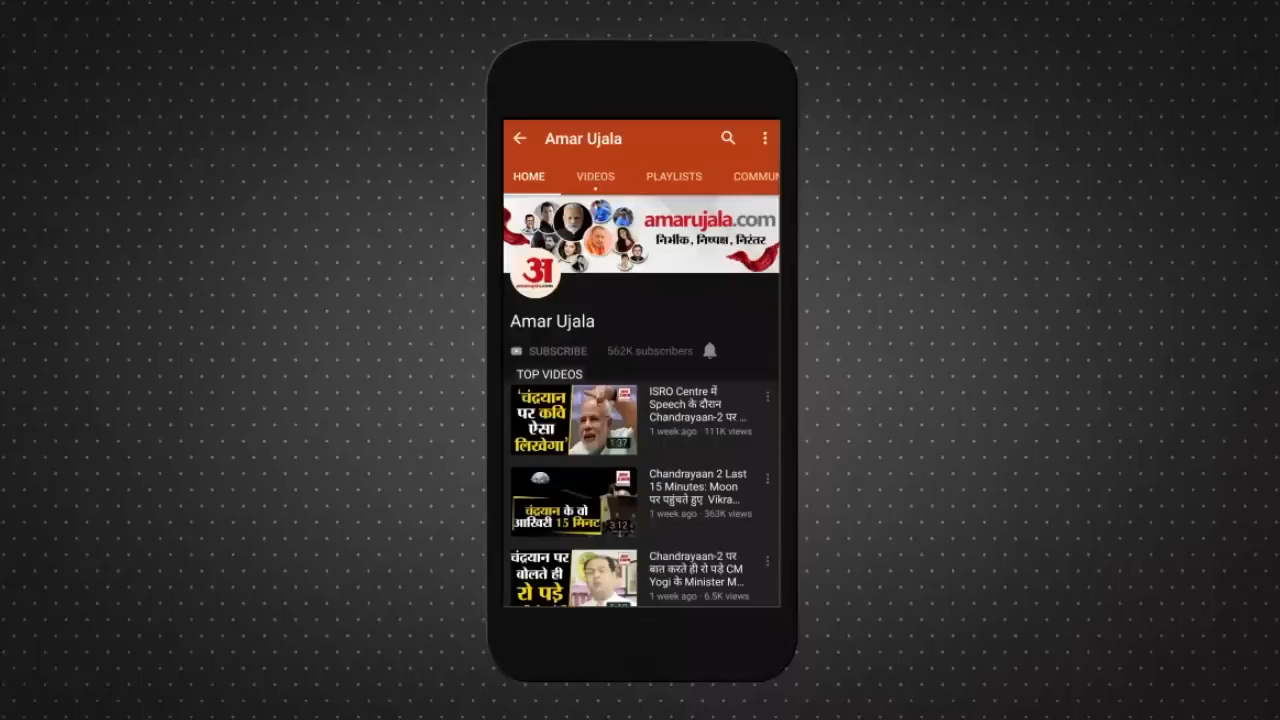 Amar Ujala
HOME VIDEOS PLAYLISTS COMMUN
amarujala.com
निर्भीक, निष्पक्ष, निरंतर
अ
amarujala.com
Amar Ujala
SUBSCRIBE 562K subscribers
TOP VIDEOS
'चंद्रयान
पर कवि
ऐसा
लिखेगा'
1:37
ISRO Centre में
Speech के दौरान
Chandrayaan-2 पर ...
1 week ago · 111K views
चंद्रयान के वो
आखिरी 15 मिनट
3:12
Chandrayaan 2 Last
15 Minutes: Moon
पर पहुंचते हुए Vikra...
1 week ago · 363K views
चंद्रयान पर
बोलते ही
रो पड़े
Chandrayaan-2 पर
बात करते ही रो पड़े CM
Yogi के Minister M...
1 week ago · 6.5K views